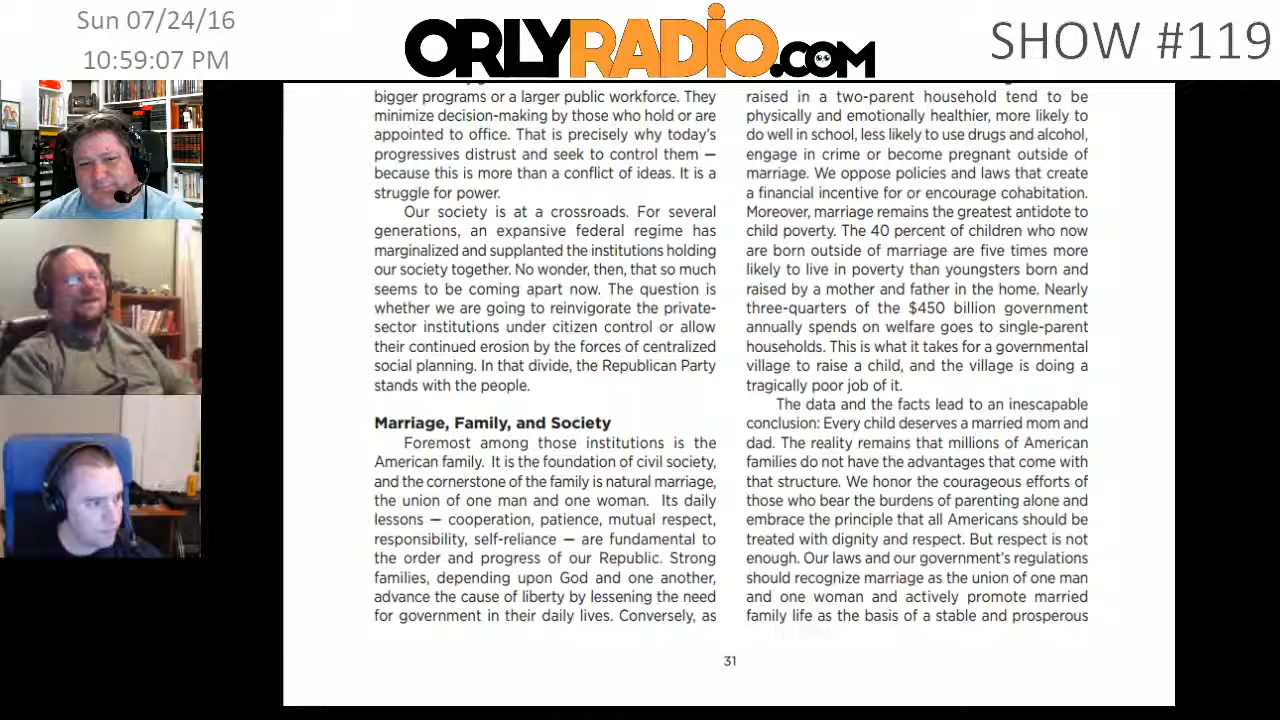 Sun 07/24/16
10:59:07 PM
ORLYRADIO.COM
SHOW #119
bigger programs or a larger public workforce. They
minimize decision-making by those who hold or are
appointed to office. That is precisely why today's
progressives distrust and seek to control them —
because this is more than a conflict of ideas. It is a
struggle for power.
Our society is at a crossroads. For several
generations, an expansive federal regime has
marginalized and supplanted the institutions holding
our society together. No wonder, then, that so much
seems to be coming apart now. The question is
whether we are going to reinvigorate the private-
sector institutions under citizen control or allow
their continued erosion by the forces of centralized
social planning. In that divide, the Republican Party
stands with the people.
Marriage, Family, and Society
Foremost among those institutions is the
American family. It is the foundation of civil society,
and the cornerstone of the family is natural marriage,
the union of one man and one woman. Its daily
lessons — cooperation, patience, mutual respect,
responsibility, self-reliance — are fundamental to
the order and progress of our Republic. Strong
families, depending upon God and one another,
advance the cause of liberty by lessening the need
for government in their daily lives. Conversely, as
raised in a two-parent household tend to be
physically and emotionally healthier, more likely to
do well in school, less likely to use drugs and alcohol,
engage in crime or become pregnant outside of
marriage. We oppose policies and laws that create
a financial incentive for or encourage cohabitation.
Moreover, marriage remains the greatest antidote to
child poverty. The 40 percent of children who now
are born outside of marriage are five times more
likely to live in poverty than youngsters born and
raised by a mother and father in the home. Nearly
three-quarters of the $450 billion government
annually spends on welfare goes to single-parent
households. This is what it takes for a governmental
village to raise a child, and the village is doing a
tragically poor job of it.
The data and the facts lead to an inescapable
conclusion: Every child deserves a married mom and
dad. The reality remains that millions of American
families do not have the advantages that come with
that structure. We honor the courageous efforts of
those who bear the burdens of parenting alone and
embrace the principle that all Americans should be
treated with dignity and respect. But respect is not
enough. Our laws and our government's regulations
should recognize marriage as the union of one man
and one woman and actively promote married
family life as the basis of a stable and prosperous
31